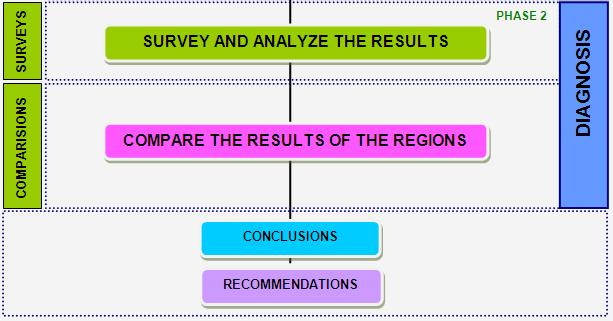 PHASE 2
SURVEYS
SURVEY AND ANALYZE THE RESULTS
DIAGNOSIS
COMPARISIONS
COMPARE THE RESULTS OF THE REGIONS
CONCLUSIONS
RECOMMENDATIONS